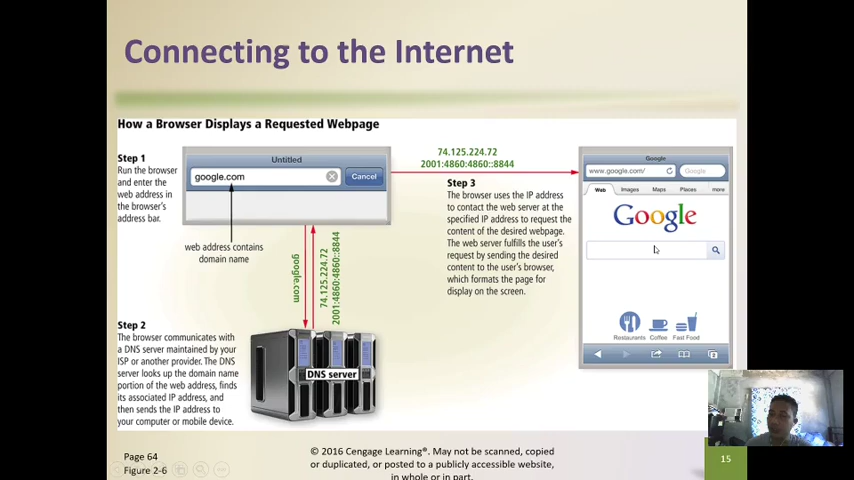 Connecting to the Internet
How a Browser Displays a Requested Webpage
Step 1
Run the browser
and enter the
web address in
the browser's
address bar.
Untitled
google.com
Cancel
web address contains
domain name
74.125.224.72
2001:4860:4860::8844
Step 3
The browser uses the IP address
to contact the web server at the
specified IP address to request the
content of the desired webpage.
The web server fulfills the user's
request by sending the desired
content to the user's browser,
which formats the page for
display on the screen.
Google
www.google.com/
Google
Web Images Maps Places more
Google
Restaurants Coffee Fast Food
google.com
74.125.224.72
2001:4860:4860::8844
Step 2
The browser communicates with
a DNS server maintained by your
ISP or another provider. The DNS
server looks up the domain name
portion of the web address, finds
its associated IP address, and
then sends the IP address to
your computer or mobile device.
DNS server
Page 64
Figure 2-6
© 2016 Cengage Learning®. May not be scanned, copied
or duplicated, or posted to a publicly accessible website,
in whole or in part.
15